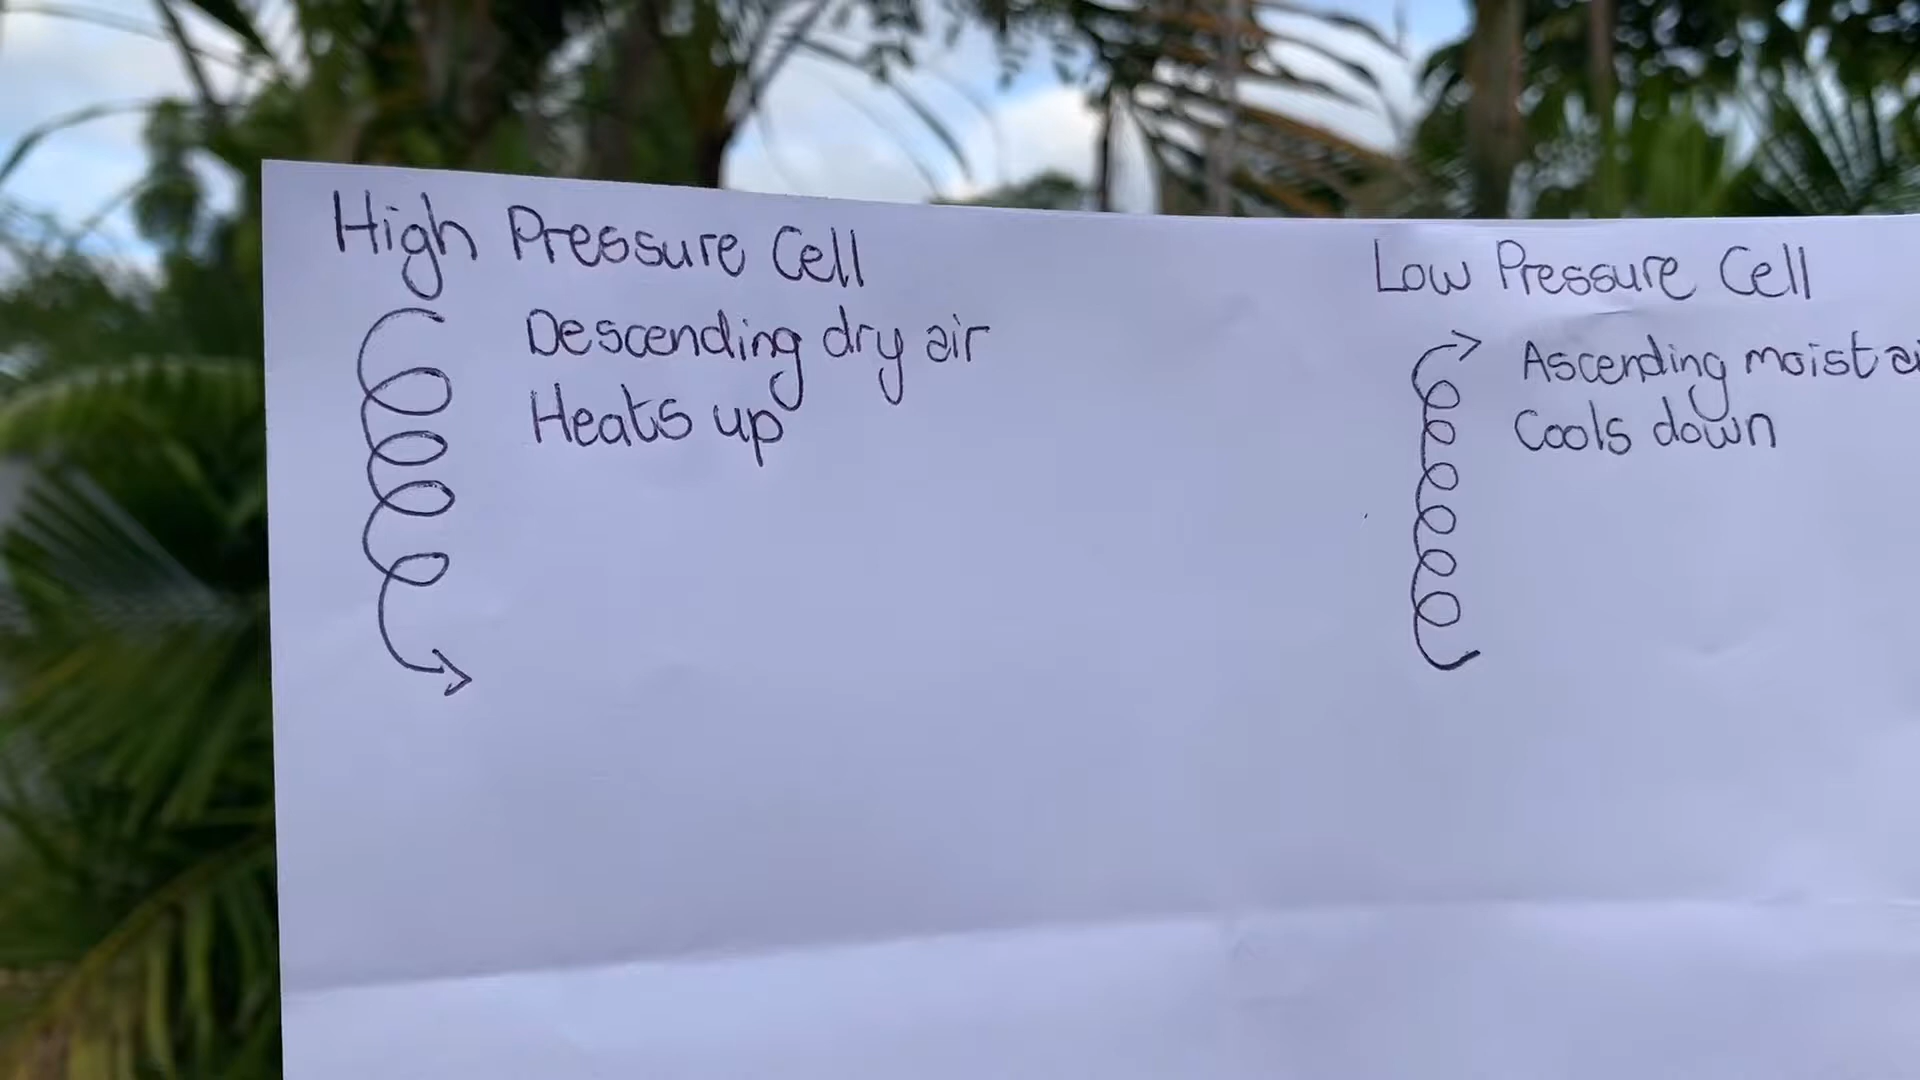 High Pressure Cell
Descending dry air
Heats up
Low Pressure Cell
Ascending moist
Cools down